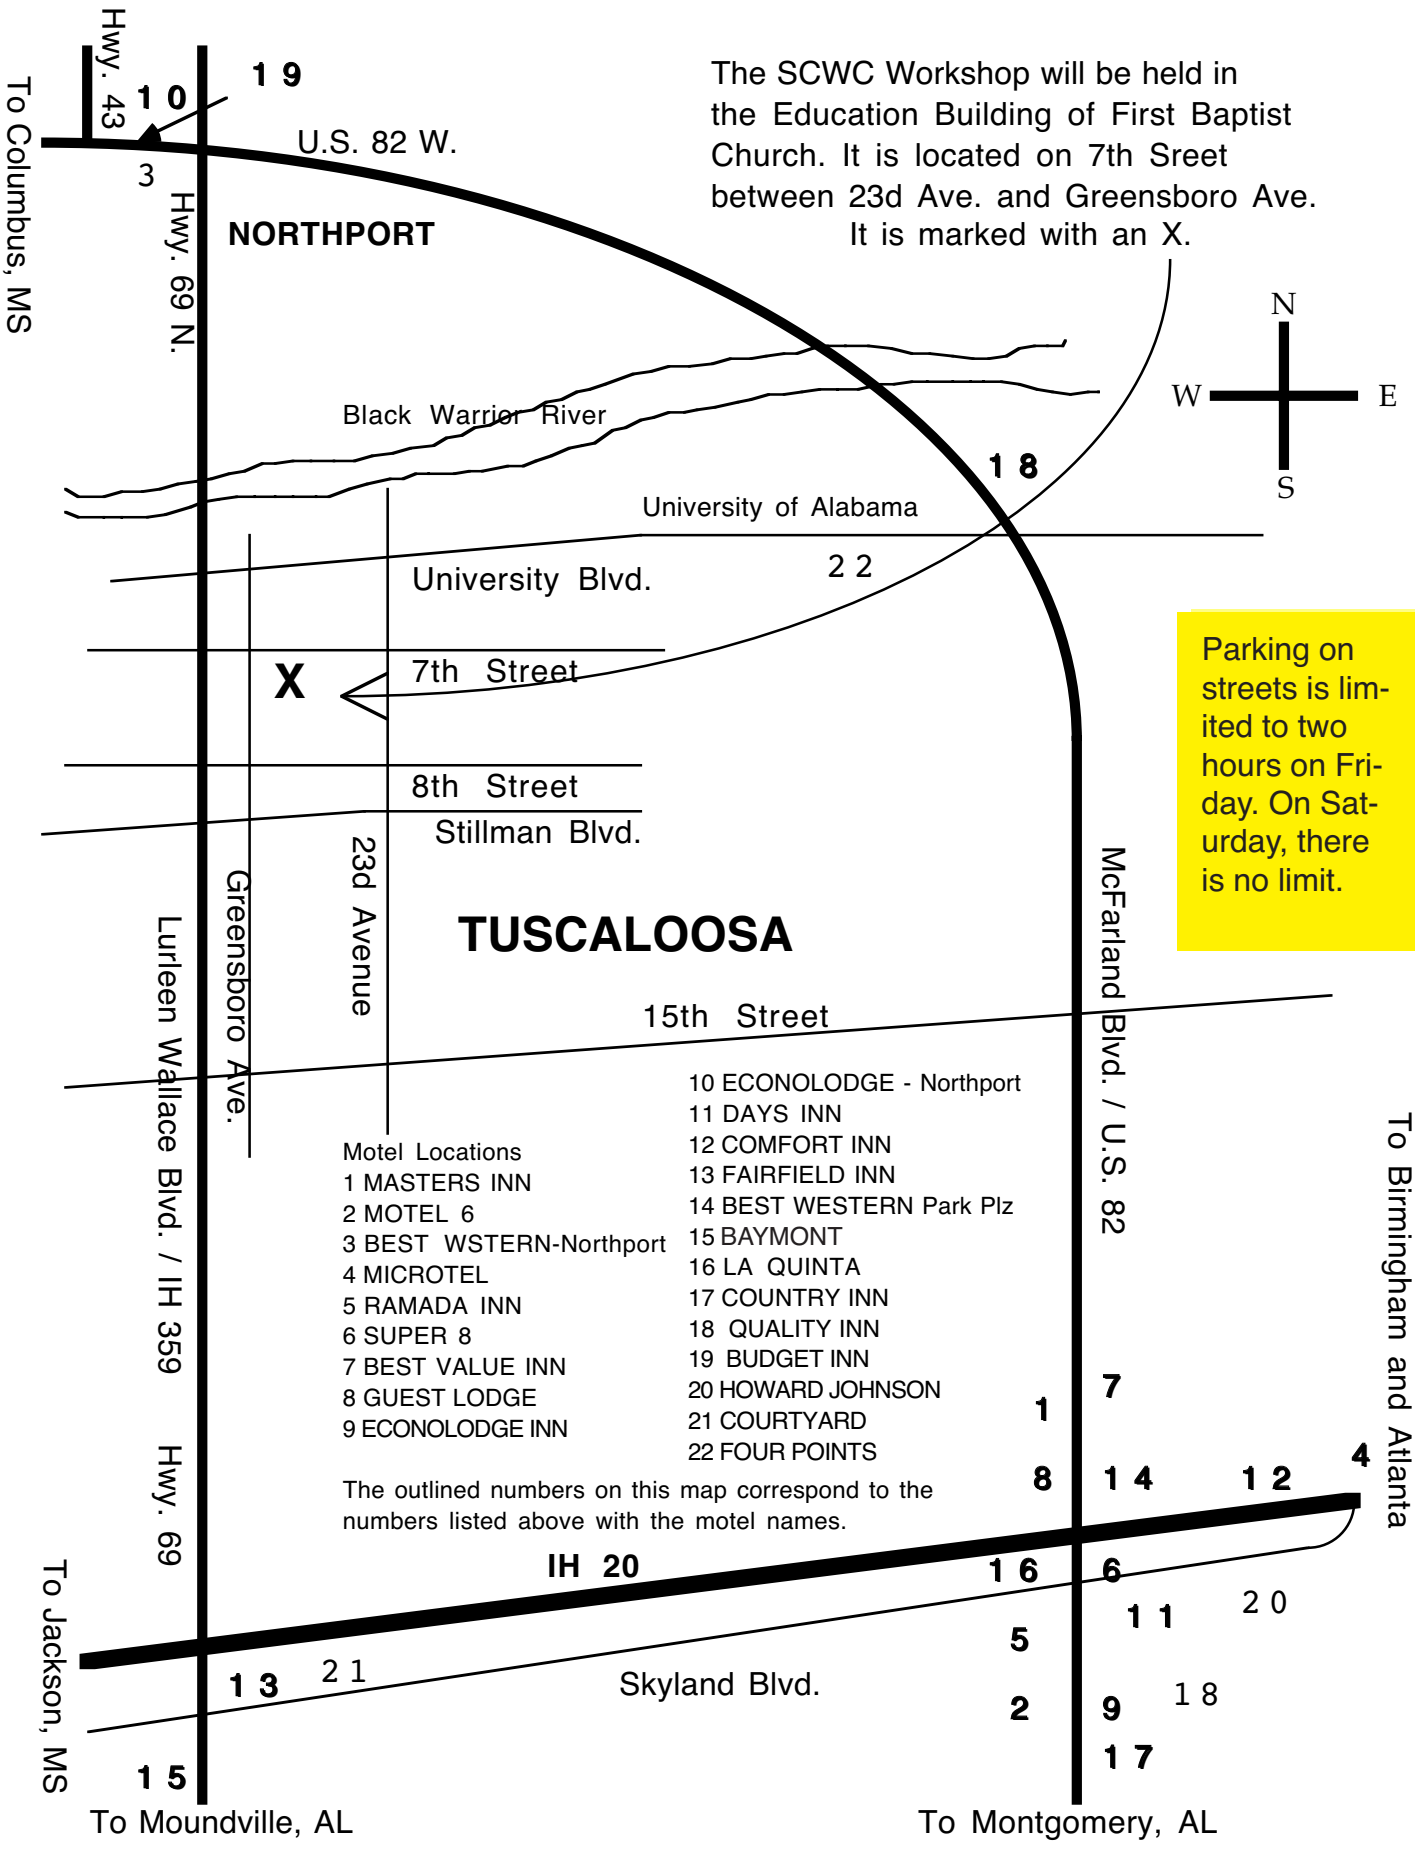 Hwy. 43
To Columbus, MS
10
19
U.S. 82 W.
3
Hwy. 69 N.
NORTHPORT
The SCWC Workshop will be held in
the Education Building of First Baptist
Church. It is located on 7th Sreet
between 23d Ave. and Greensboro Ave.
It is marked with an X.
N
W
E
S
Black Warrior River
18
University of Alabama
22
University Blvd.
X
7th Street
8th Street
Stillman Blvd.
Parking on
streets is lim-
ited to two
hours on Fri-
day. On Sat-
urday, there
is no limit.
23d Avenue
Greensboro Ave.
Lurleen Wallace Blvd. / IH 359
Hwy. 69
TUSCALOOSA
McFarland Blvd. / U.S. 82
15th Street
To Birmingham and Atlanta
Motel Locations
1 MASTERS INN
2 MOTEL 6
3 BEST WSTERN-Northport
4 MICROTEL
5 RAMADA INN
6 SUPER 8
7 BEST VALUE INN
8 GUEST LODGE
9 ECONOLODGE INN
10 ECONOLODGE - Northport
11 DAYS INN
12 COMFORT INN
13 FAIRFIELD INN
14 BEST WESTERN Park Plz
15 BAYMONT
16 LA QUINTA
17 COUNTRY INN
18 QUALITY INN
19 BUDGET INN
20 HOWARD JOHNSON
21 COURTYARD
22 FOUR POINTS
The outlined numbers on this map correspond to the
numbers listed above with the motel names.
7
1
4
8
14
12
IH 20
16
6
20
11
5
To Jackson, MS
13
21
Skyland Blvd.
2
9
18
17
15
To Moundville, AL
To Montgomery, AL